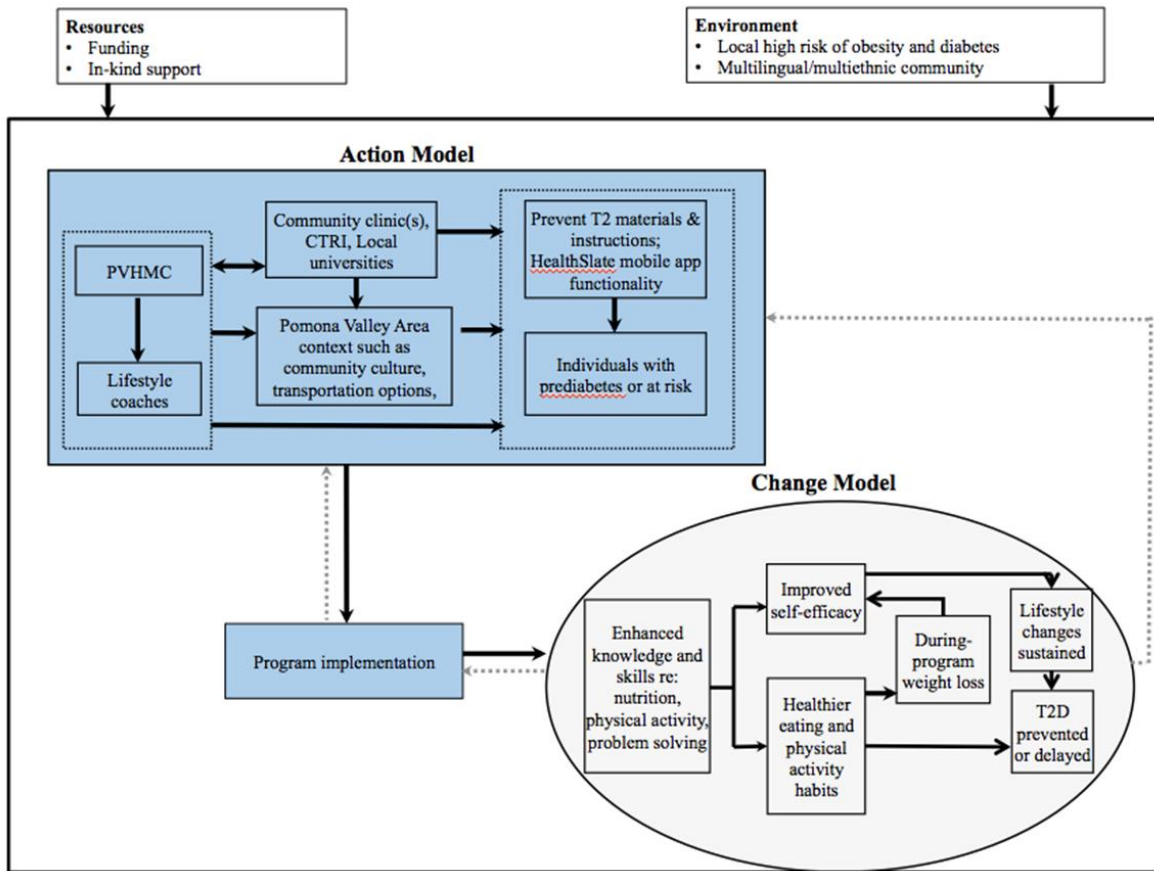 Resources
• Funding
• In-kind support
Environment
• Local high risk of obesity and diabetes
• Multilingual/multiethnic community
Action Model
PVHMC
Lifestyle
coaches
Community clinic(s),
CTRI, Local
universities
Pomona Valley Area
context such as
community culture,
transportation options,
Prevent T2 materials &
instructions;
HealthSlate mobile app
functionality
Individuals with
prediabetes or at risk
Program implementation
Change Model
Enhanced
knowledge and
skills re:
nutrition,
physical activity,
problem solving
Improved
self-efficacy
Healthier
eating and
physical
activity
habits
During-
program
weight loss
Lifestyle
changes
sustained
T2D
prevented
or delayed